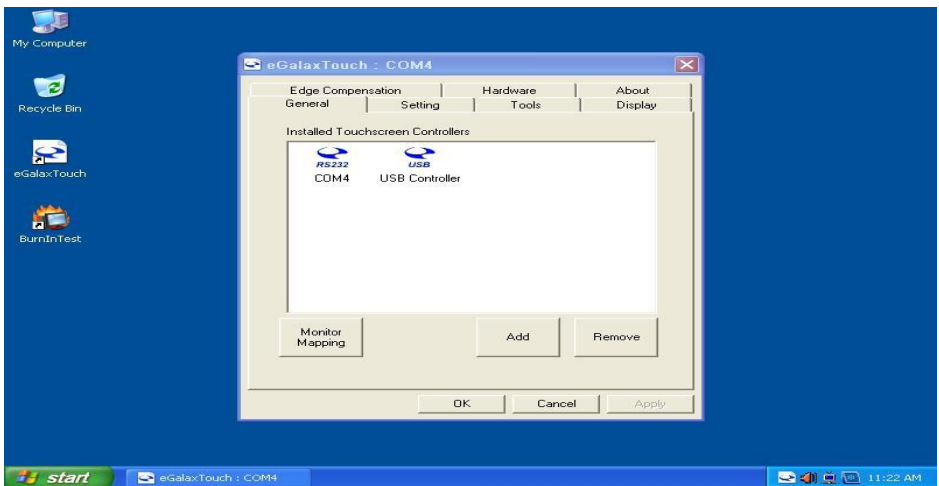 My Computer
Recycle Bin
eGalaxTouch
BurnInTest
eGalaxTouch : COM4
Edge Compensation Hardware About
General Setting Tools Display
Installed Touchscreen Controllers
RS232 USB
COM4 USB Controller
Monitor
Mapping
Add Remove
OK Cancel Apply
start eGalaxTouch : COM4 11:22 AM